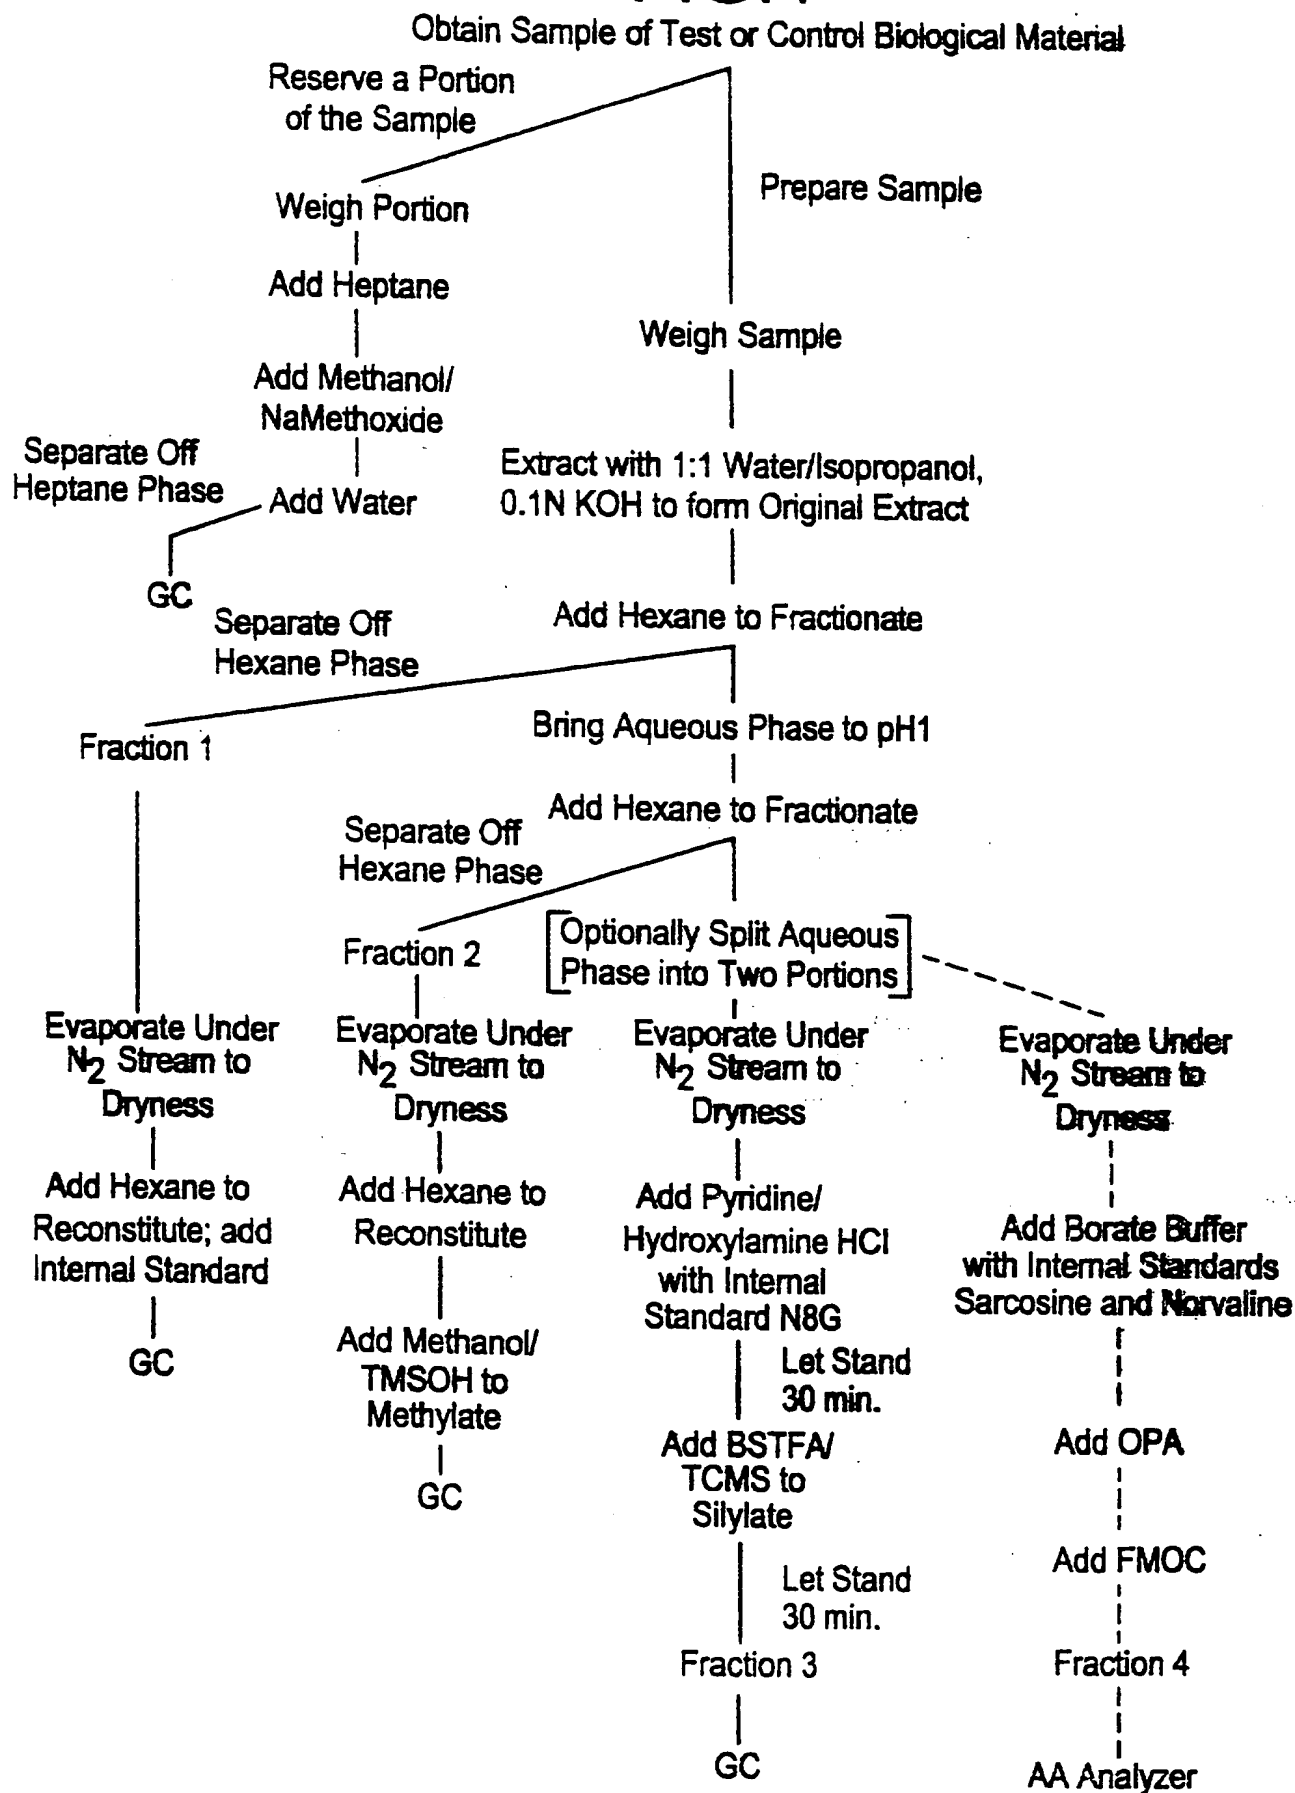 Obtain Sample of Test or Control Biological Material
Reserve a Portion
of the Sample
Prepare Sample
Weigh Portion
Add Heptane
Weigh Sample
Add Methanol/
NaMethoxide
Separate Off
Heptane Phase
Add Water
Extract with 1:1 Water/Isopropanol,
0.1N KOH to form Original Extract
GC
Separate Off
Hexane Phase
Add Hexane to Fractionate
Fraction 1
Bring Aqueous Phase to pH1
Add Hexane to Fractionate
Separate Off
Hexane Phase
Fraction 2
[Optionally Split Aqueous
Phase into Two Portions]
Evaporate Under
N2 Stream to
Dryness
Evaporate Under
N2 Stream to
Dryness
Evaporate Under
N2 Stream to
Dryness
Evaporate Under
N2 Stream to
Dryness
Add Hexane to
Reconstitute; add
Internal Standard
GC
Add Hexane to
Reconstitute
Add Methanol/
TMSOH to
Methylate
GC
Add Pyridine/
Hydroxylamine HCl
with Internal
Standard N8G
Let Stand
30 min.
Add BSTFA/
TCMS to
Silylate
Let Stand
30 min.
Fraction 3
GC
Add Borate Buffer
with Internal Standards
Sarcosine and Norvaline
Add OPA
Add FMOC
Fraction 4
AA Analyzer